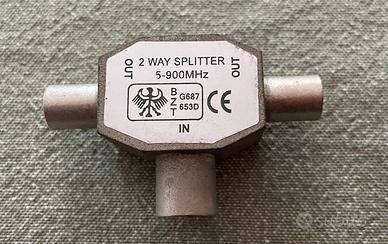 2 WAY SPLITTER
5-900MHz
OUT
OUT
BZT
G687
653D
CE
IN